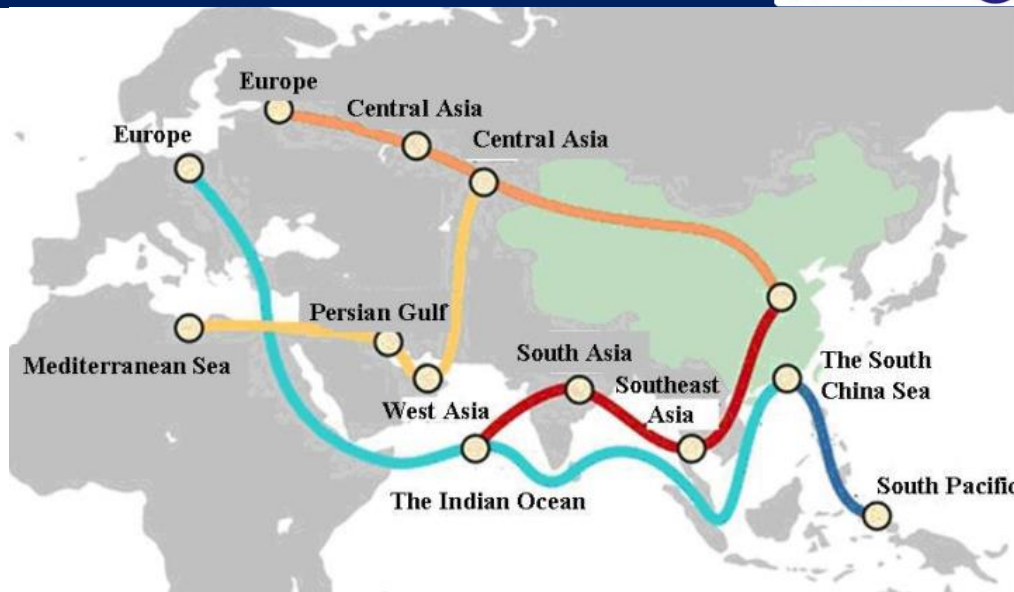 Europe
Central Asia
Europe
Central Asia
Persian Gulf
Mediterranean Sea
South Asia
The South
China Sea
Southeast
Asia
West Asia
The Indian Ocean
South Pacific